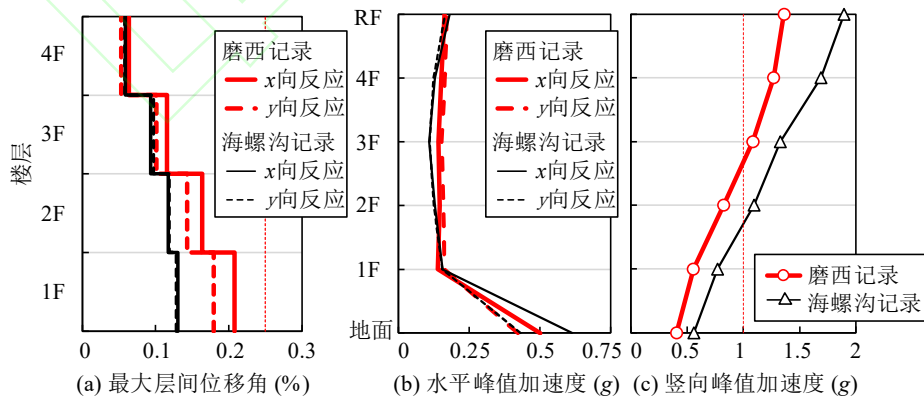 楼层
4F
3F
2F
1F
磨西记录
x向反应
y向反应
海螺沟记录
x向反应
y向反应
0
0.1
0.2
0.3
(a) 最大层间位移角 (%)
RF
4F
3F
2F
1F
地面
磨西记录
x向反应
y向反应
海螺沟记录
x向反应
y向反应
0
0.25
0.5
0.75
(b) 水平峰值加速度 (g)
磨西记录
海螺沟记录
0
0.5
1
1.5
2
(c) 竖向峰值加速度 (g)